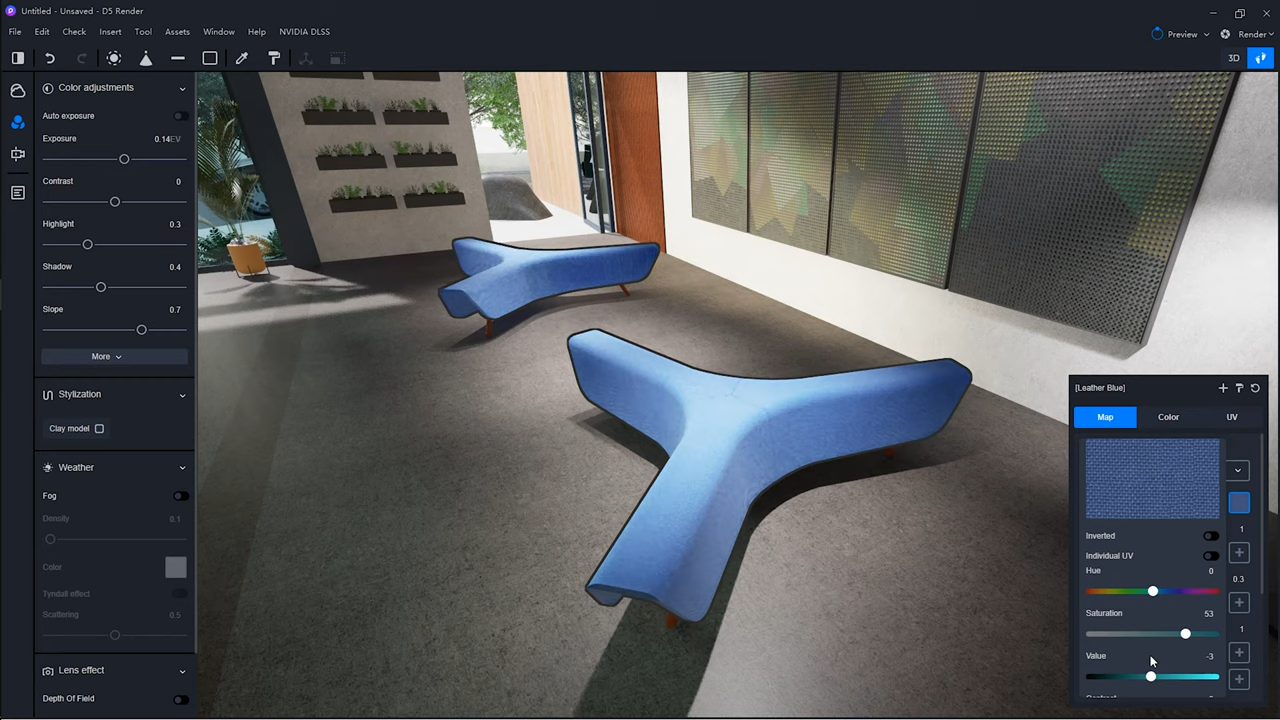 Untitled - Unsaved - D5 Render
File Edit Check Insert Tool Assets Window Help NVIDIA DLSS
Preview Render
3D
Color adjustments
Auto exposure
Exposure 0.14EV
Contrast 0
Highlight 0.3
Shadow 0.4
Slope 0.7
More
Stylization
Clay model
Weather
Fog
Density 0.1
Color
Tyndall effect
Scattering 0.5
Lens effect
Depth Of Field
[Leather Blue]
Map Color UV
Inverted
Individual UV
Hue 0
Saturation 53
Value -3
1
0.3
1